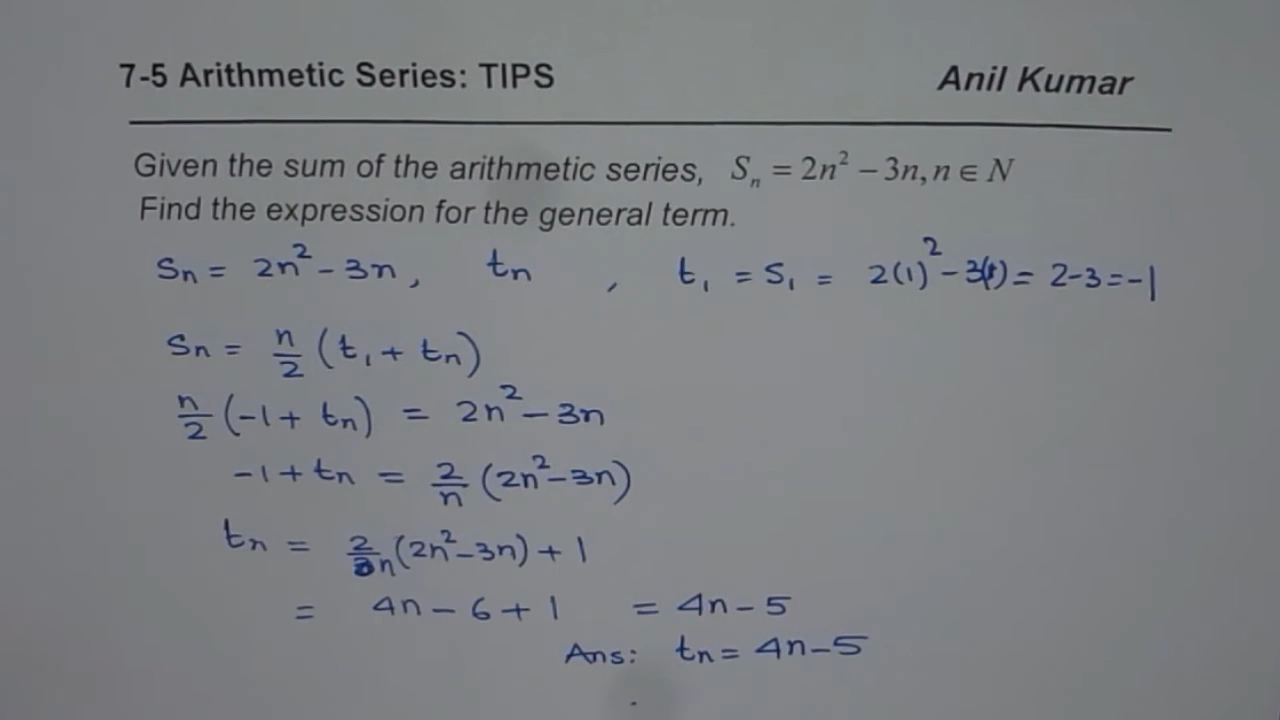 7-5 Arithmetic Series: TIPS Anil Kumar
Given the sum of the arithmetic series, Sₙ = 2n² – 3n, n ∈ N
Find the expression for the general term.
Sn = 2n² - 3n, tn , t₁ = S₁ = 2(1)² - 3(1) = 2-3 = -1
Sn = n/2 (t₁ + tn)
n/2 (-1 + tn) = 2n² - 3n
-1 + tn = 2/n (2n² - 3n)
tn = 2/n (2n² - 3n) + 1
= 4n - 6 + 1 = 4n - 5
Ans: tn = 4n - 5